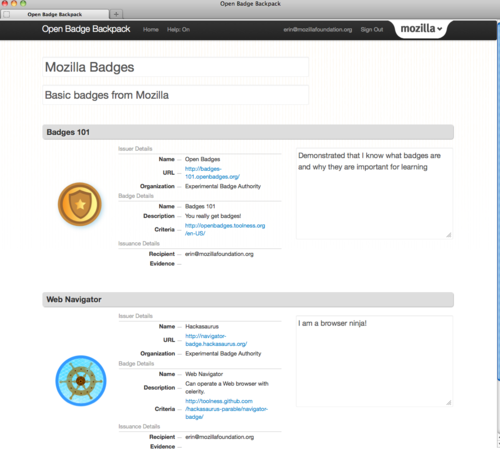 Open Badge Backpack
Open Badge Backpack
Open Badge Backpack Home Help: On erin@mozillafoundation.org Sign Out mozilla
Mozilla Badges
Basic badges from Mozilla
Badges 101
Issuer Details
Name — Open Badges
URL — http://badges-
101.openbadges.org/
Organization — Experimental Badge Authority
Badge Details
Name — Badges 101
Description — You really get badges!
Criteria — http://openbadges.toolness.org
/en-US/
Issuance Details
Recipient — erin@mozillafoundation.org
Evidence —
Demonstrated that I know what badges are
and why they are important for learning
Web Navigator
Issuer Details
Name — Hackasaurus
URL — http://navigator-
badge.hackasaurus.org/
Organization — Experimental Badge Authority
Badge Details
Name — Web Navigator
Description — Can operate a Web browser with
celerity.
Criteria — http://toolness.github.com
/hackasaurus-parable/navigator-
badge/
Issuance Details
Recipient — erin@mozillafoundation.org
Evidence —
I am a browser ninja!